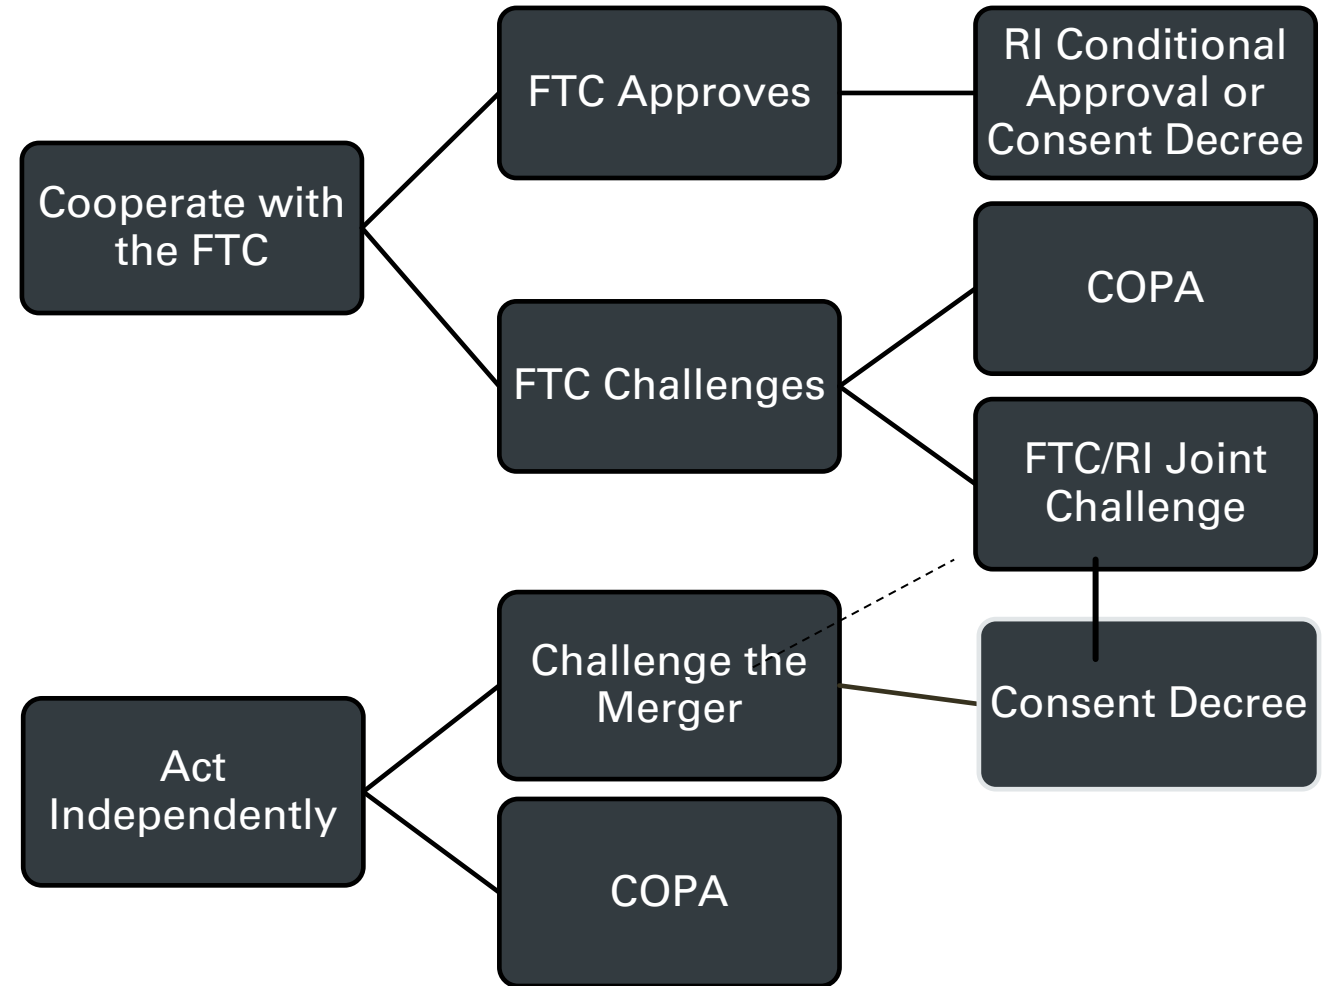 Cooperate with
the FTC
FTC Approves
RI Conditional
Approval or
Consent Decree
FTC Challenges
COPA
FTC/RI Joint
Challenge
Act
Independently
Challenge the
Merger
Consent Decree
COPA